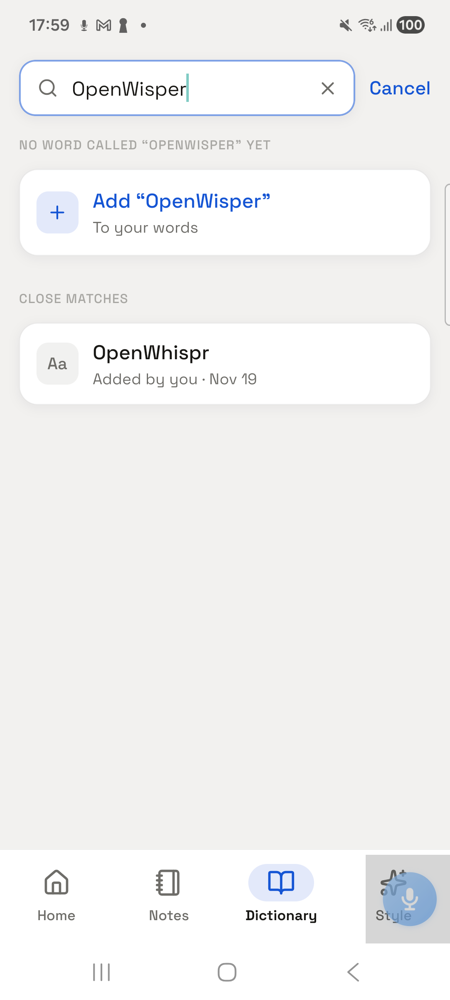 17:59
100
OpenWisper
Cancel
NO WORD CALLED “OPENWISPER” YET
Add “OpenWisper”
To your words
CLOSE MATCHES
Aa
OpenWhispr
Added by you · Nov 19
Home
Notes
Dictionary
Style